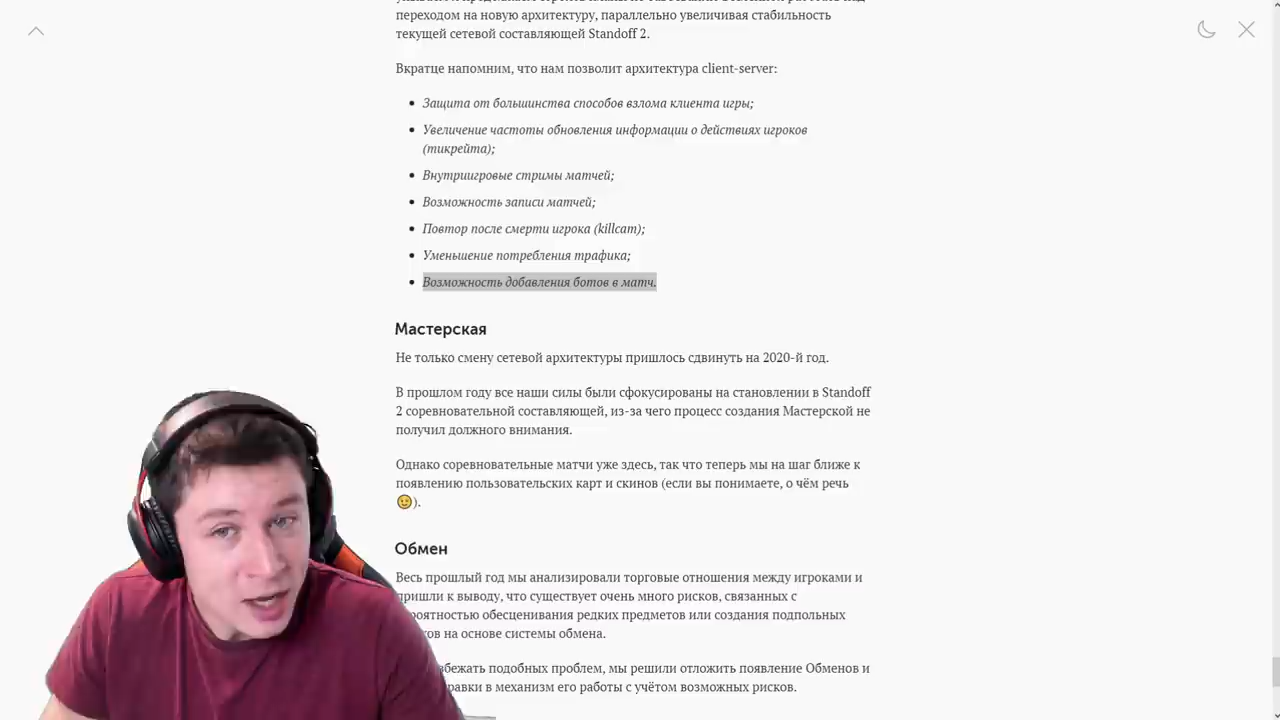 переходом на новую архитектуру, параллельно увеличивая стабильность
текущей сетевой составляющей Standoff 2.
Вкратце напомним, что нам позволит архитектура client-server:
• Защита от большинства способов взлома клиента игры;
• Увеличение частоты обновления информации о действиях игроков
(тикрейта);
• Внутриигровые стримы матчей;
• Возможность записи матчей;
• Повтор после смерти игрока (killcam);
• Уменьшение потребления трафика;
• Возможность добавления ботов в матч.
Мастерская
Не только смену сетевой архитектуры пришлось сдвинуть на 2020-й год.
В прошлом году все наши силы были сфокусированы на становлении в Standoff
2 соревновательной составляющей, из-за чего процесс создания Мастерской не
получил должного внимания.
Однако соревновательные матчи уже здесь, так что теперь мы на шаг ближе к
появлению пользовательских карт и скинов (если вы понимаете, о чём речь
😉).
Обмен
Весь прошлый год мы анализировали торговые отношения между игроками и
пришли к выводу, что существует очень много рисков, связанных с
обесценивания редких предметов или создания подпольных
на основе системы обмена.
подобных проблем, мы решили отложить появление Обменов и
в механизм его работы с учётом возможных рисков.